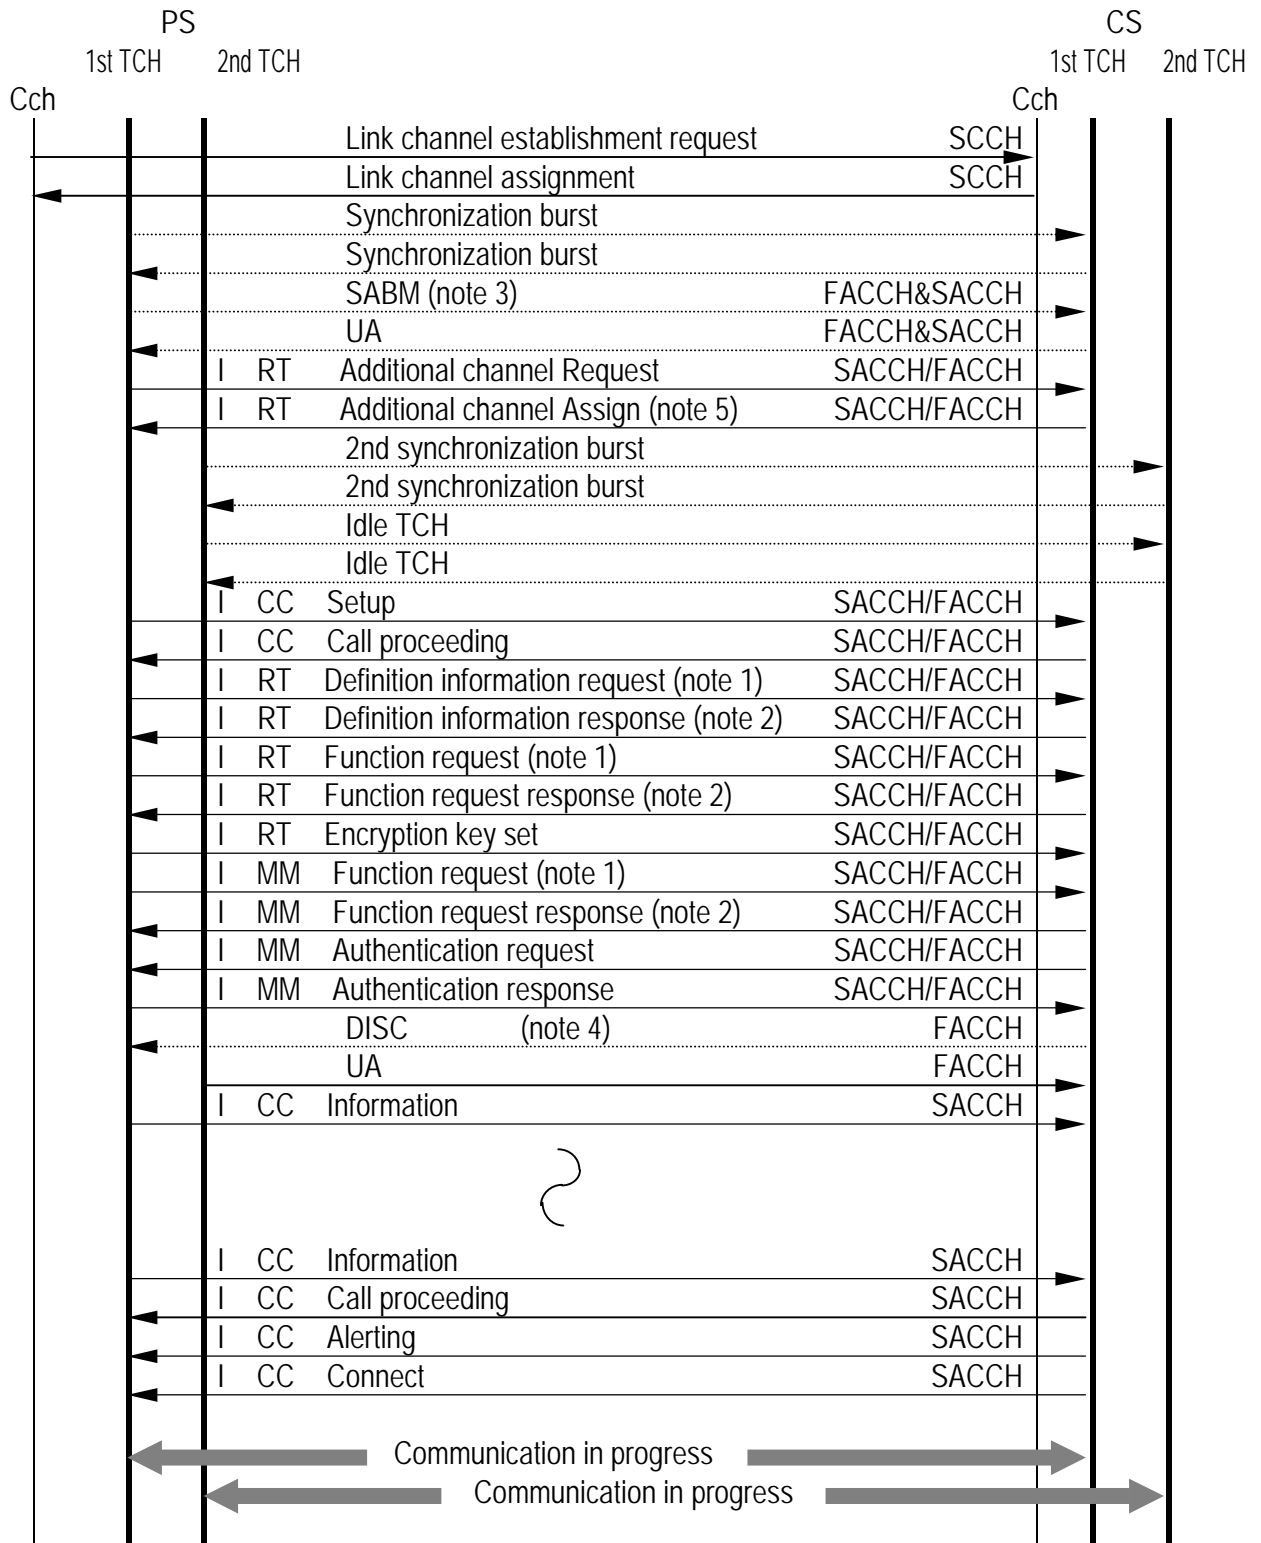 PS CS
1st TCH 2nd TCH 1st TCH 2nd TCH
Cch Cch
Link channel establishment request SCCH
Link channel assignment SCCH
Synchronization burst
Synchronization burst
SABM (note 3) FACCH&SACCH
UA FACCH&SACCH
I RT Additional channel Request SACCH/FACCH
I RT Additional channel Assign (note 5) SACCH/FACCH
2nd synchronization burst
2nd synchronization burst
Idle TCH
Idle TCH
I CC Setup SACCH/FACCH
I CC Call proceeding SACCH/FACCH
I RT Definition information request (note 1) SACCH/FACCH
I RT Definition information response (note 2) SACCH/FACCH
I RT Function request (note 1) SACCH/FACCH
I RT Function request response (note 2) SACCH/FACCH
I RT Encryption key set SACCH/FACCH
I MM Function request (note 1) SACCH/FACCH
I MM Function request response (note 2) SACCH/FACCH
I MM Authentication request SACCH/FACCH
I MM Authentication response SACCH/FACCH
DISC (note 4) FACCH
UA FACCH
I CC Information SACCH
I CC Information SACCH
I CC Call proceeding SACCH
I CC Alerting SACCH
I CC Connect SACCH
Communication in progress
Communication in progress